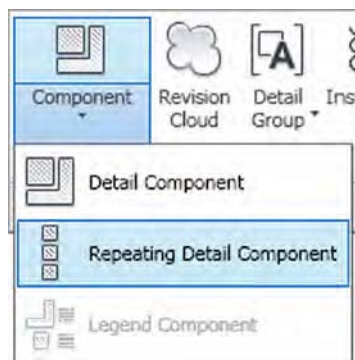 Component
Revision
Cloud
Detail
Group
Ins
Detail Component
Repeating Detail Component
Legend Component